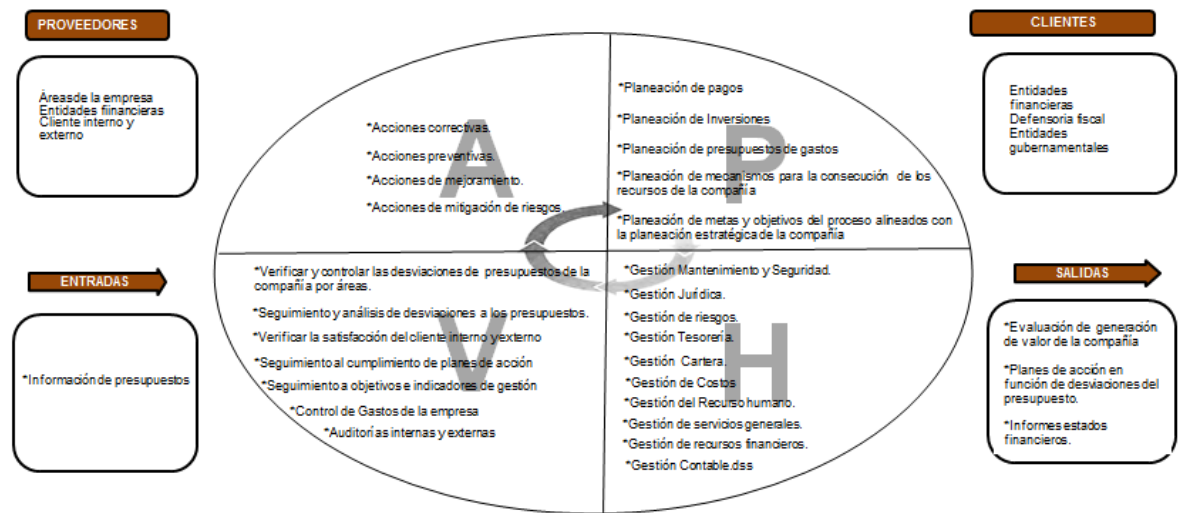 PROVEEDORES
Áreasde la empresa
Entidades fiinancieras
Cliente interno y
externo
ENTRADAS
*Información de presupuestos
A
*Acciones correctivas.
*Acciones preventivas.
*Acciones de mejoramiento.
*Acciones de mitigación de riesgos.
P
*Planeación de pagos
*Planeación de Inversiones
*Planeación de presupuestos de gastos
*Planeación de mecanismos para la consecución de los
recursos de la compañía
*Planeación de metas y objetivos del proceso alineados con
la planeación estratégica de la compañía
V
*Verificar y controlar las desviaciones de presupuestos de la
compañía por áreas.
*Seguimiento y análisis de desviaciones a los presupuestos.
*Verificar la satisfacción del cliente interno y externo
*Seguimiento al cumplimiento de planes de acción
*Seguimiento a objetivos e indicadores de gestión
*Control de Gastos de la empresa
*Auditorías internas y externas
H
*Gestión Mantenimiento y Seguridad.
*Gestión Jurídica.
*Gestión de riesgos.
*Gestión Tesorería.
*Gestión Cartera.
*Gestión de Costos
*Gestión del Recurso humano.
*Gestión de servicios generales.
*Gestión de recursos financieros.
*Gestión Contable.dss
CLIENTES
Entidades
financieras
Defensoria fiscal
Entidades
gubernamentales
SALIDAS
*Evaluación de generación
de valor de la compañía
*Planes de acción en
función de desviaciones del
presupuesto.
*Informes estados
financieros.